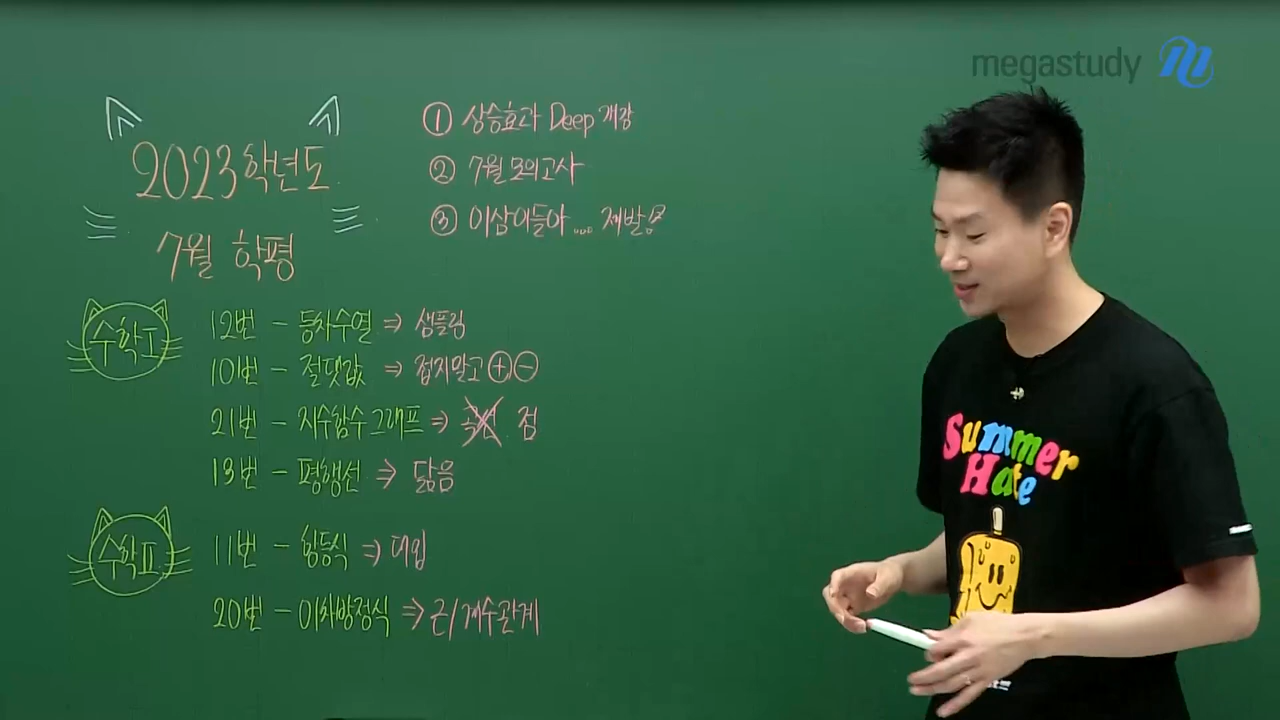 megastudy
2023학년도
7월 학평
① 상승효과 Deep 개강
② 7월 모의고사
③ 이삼이들아 ... 제발
수학Ⅰ
12번 - 등차수열 ⇒ 샘플링
10번 - 절댓값 ⇒ 접지말고 ⊕⊖
21번 - 지수함수 그래프 ⇒ 점
13번 - 평행선 ⇒ 닮음
수학Ⅱ
11번 - 항등식 ⇒ 대입
20번 - 이차방정식 ⇒ 근/계수관계
Summer
Hate